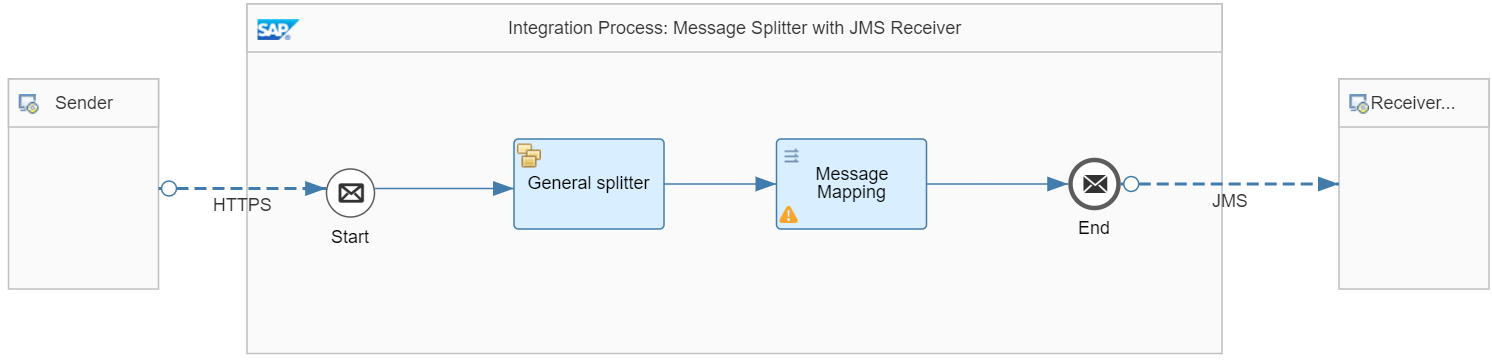 SAP
Integration Process: Message Splitter with JMS Receiver
Sender
Receiver...
General splitter
Message
Mapping
HTTPS
JMS
Start
End